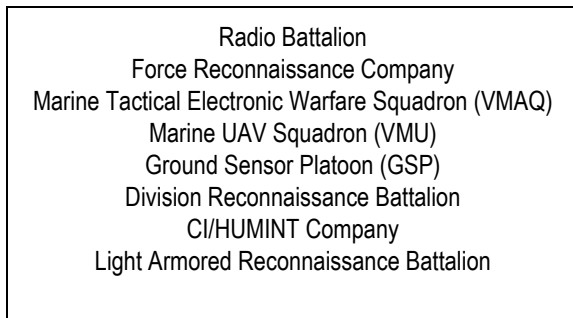 Radio Battalion
Force Reconnaissance Company
Marine Tactical Electronic Warfare Squadron (VMAQ)
Marine UAV Squadron (VMU)
Ground Sensor Platoon (GSP)
Division Reconnaissance Battalion
CI/HUMINT Company
Light Armored Reconnaissance Battalion